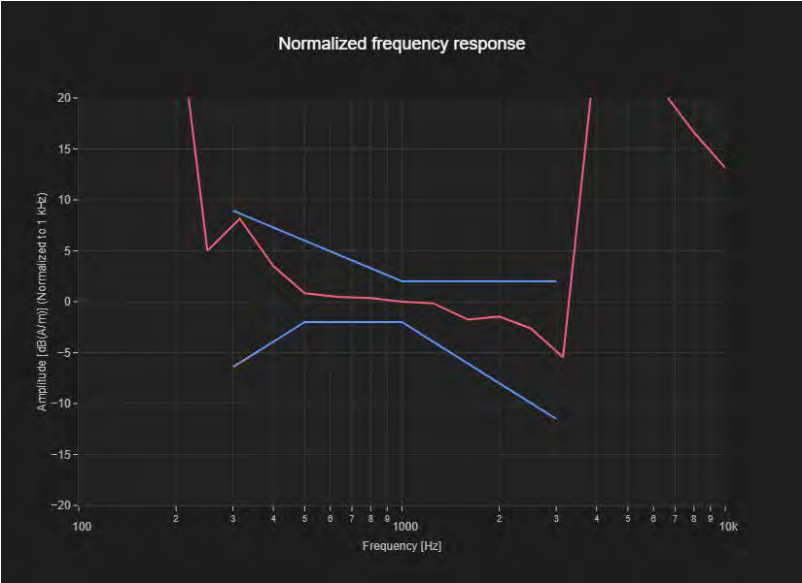 Normalized frequency response
Amplitude [dB(A/m)] (Normalized to 1 kHz)
20
15
10
5
0
−5
−10
−15
−20
100 2 3 4 5 6 7 8 9 1000 2 3 4 5 6 7 8 9 10k
Frequency [Hz]